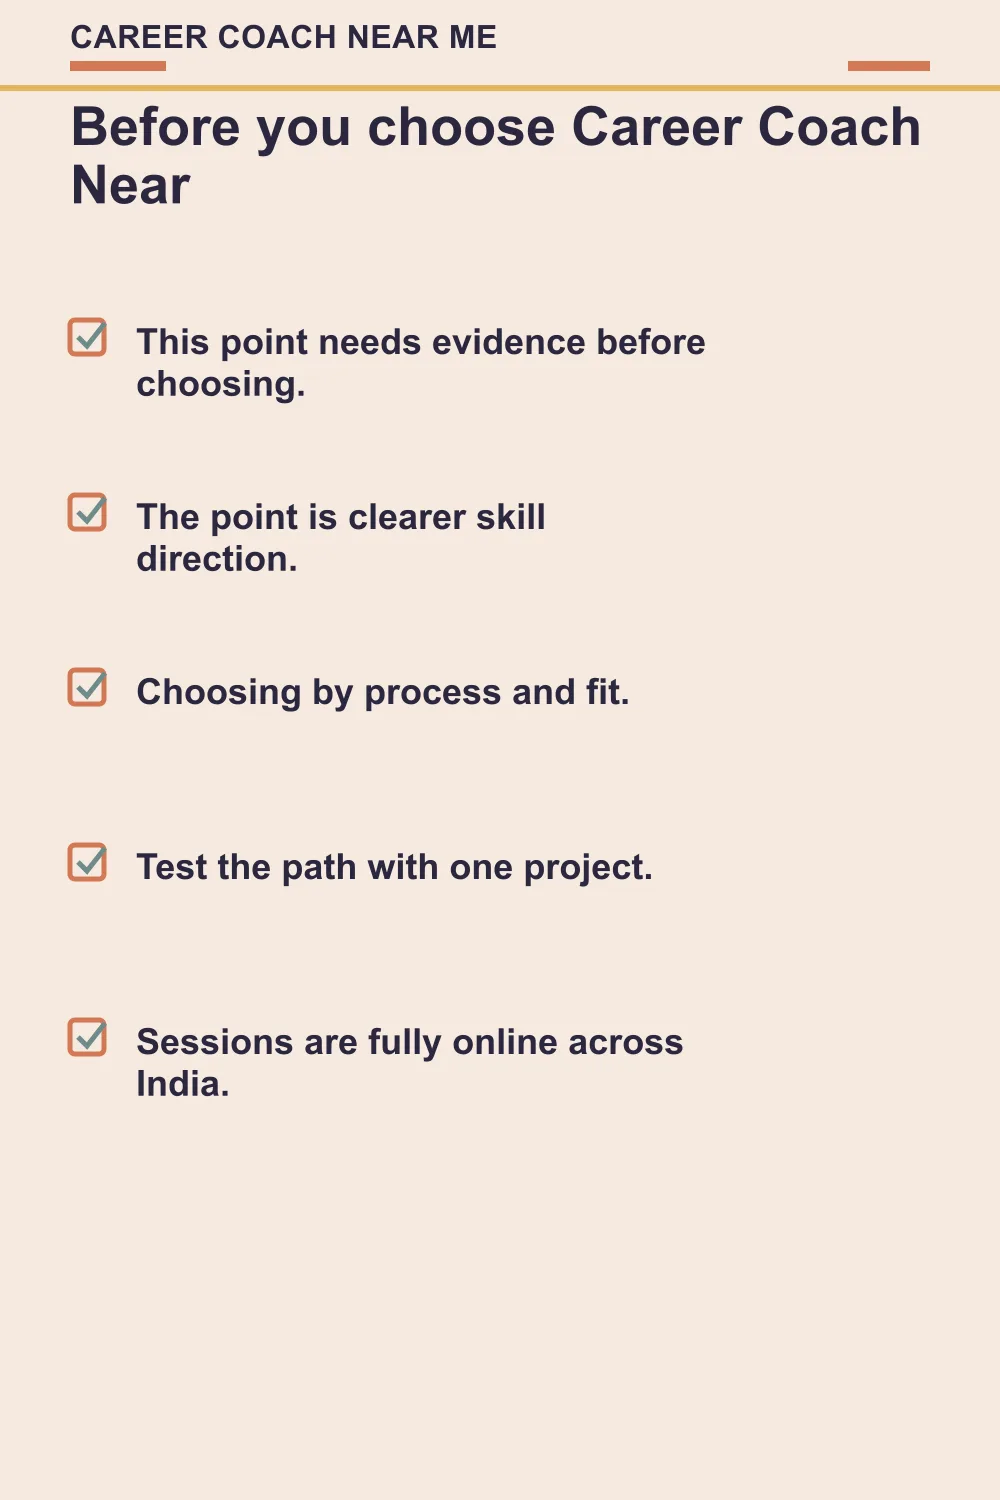 CAREER COACH NEAR ME
Before you choose Career Coach
Near
This point needs evidence before
choosing.
The point is clearer skill
direction.
Choosing by process and fit.
Test the path with one project.
Sessions are fully online across
India.